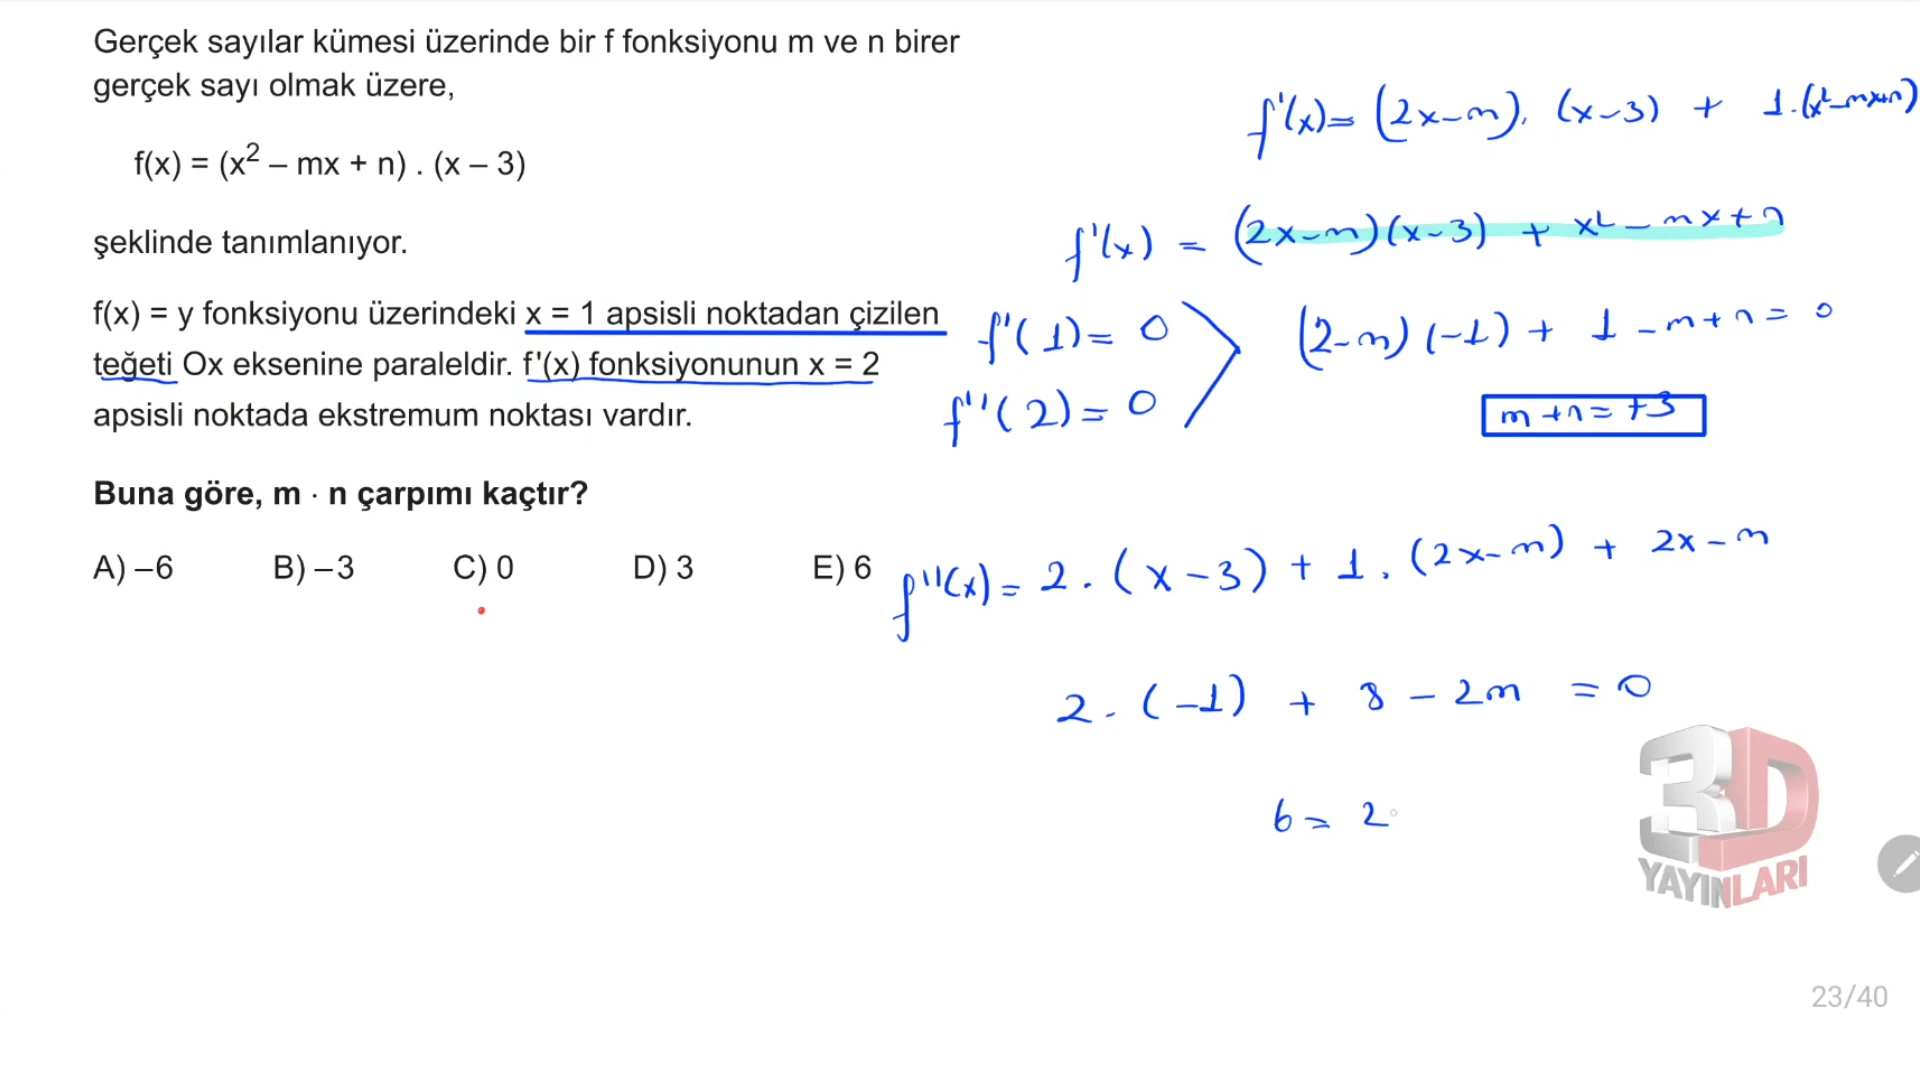 Gerçek sayılar kümesi üzerinde bir f fonksiyonu m ve n birer
gerçek sayı olmak üzere,
f(x) = (x² – mx + n) . (x – 3)
şeklinde tanımlanıyor.
f(x) = y fonksiyonu üzerindeki x = 1 apsisli noktadan çizilen
teğeti Ox eksenine paraleldir. f'(x) fonksiyonunun x = 2
apsisli noktada ekstremum noktası vardır.
Buna göre, m · n çarpımı kaçtır?
A) –6 B) –3 C) 0 D) 3 E) 6
f'(x) = (2x-m). (x-3) + 1.(x²-mx+n)
f'(x) = (2x-m)(x-3) + x² - mx + n
f'(1) = 0
f''(2) = 0
(2-m) (-1) + 1 - m + n = 0
m + n = +3
f''(x) = 2. (x-3) + 1. (2x-m) + 2x - m
2. (-1) + 8 - 2m = 0
6 = 2
3D
YAYINLARI
23/40